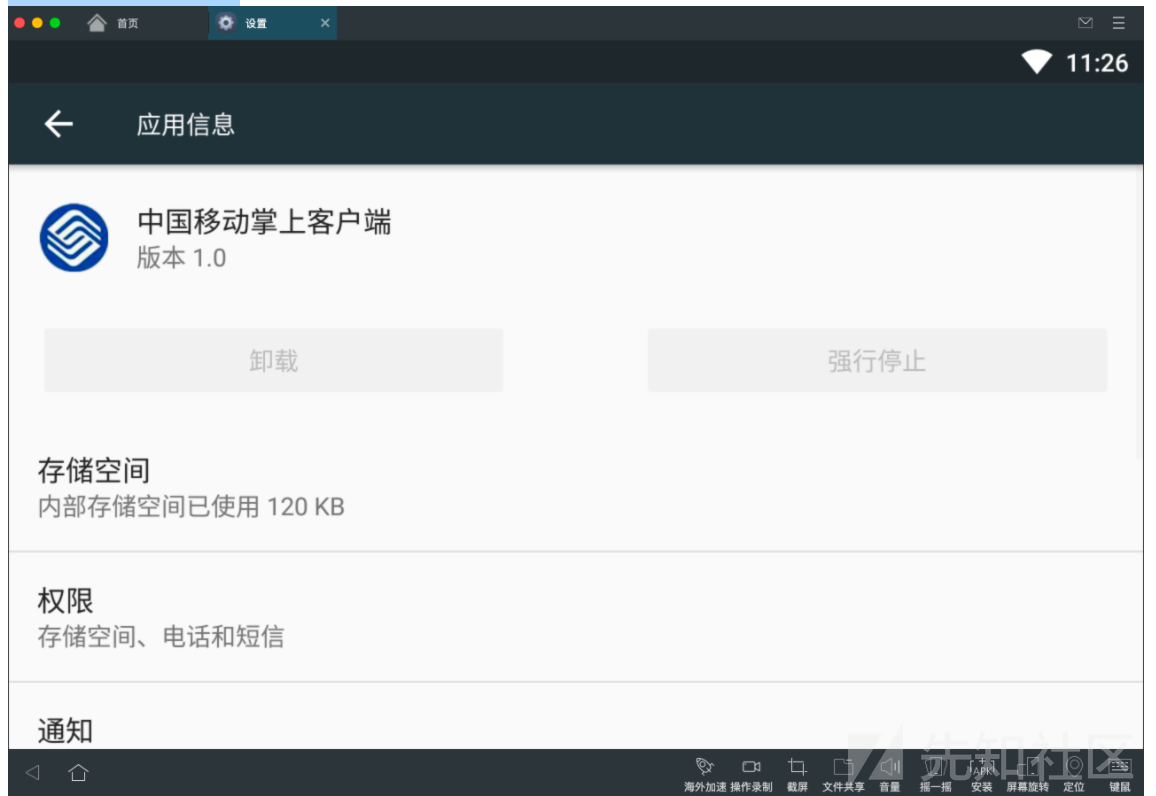 首页
设置
11:26
应用信息
中国移动掌上客户端
版本 1.0
卸载
强行停止
存储空间
内部存储空间已使用 120 KB
权限
存储空间、电话和短信
通知
先知社区
海外加速 操作录制 截屏 文件共享 音量 摇一摇 安装 屏幕旋转 定位 键鼠